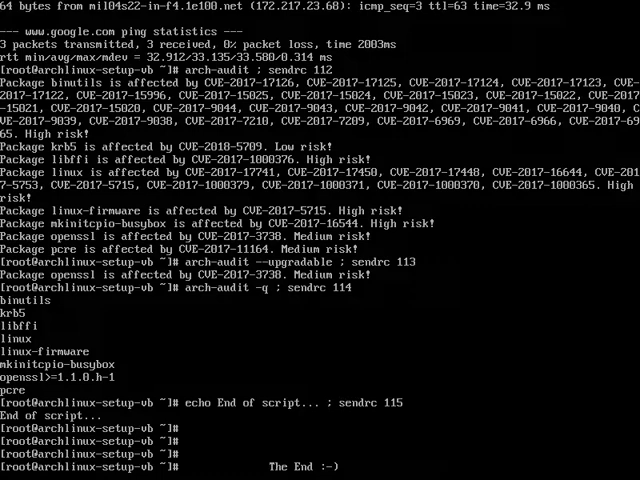 64 bytes from mil04s22-in-f4.1e100.net (172.217.23.68): icmp_seq=3 ttl=63 time=32.9 ms
--- www.google.com ping statistics ---
3 packets transmitted, 3 received, 0% packet loss, time 2003ms
rtt min/avg/max/mdev = 32.912/33.135/33.580/0.314 ms
[root@archlinux-setup-vb ~]# arch-audit ; sendrc 112
Package binutils is affected by CVE-2017-17126, CVE-2017-17125, CVE-2017-17124, CVE-2017-17123, CVE-
2017-17122, CVE-2017-15996, CVE-2017-15025, CVE-2017-15024, CVE-2017-15023, CVE-2017-15022, CVE-2017
-15021, CVE-2017-15020, CVE-2017-9044, CVE-2017-9043, CVE-2017-9042, CVE-2017-9041, CVE-2017-9040, C
VE-2017-9039, CVE-2017-9038, CVE-2017-7210, CVE-2017-7209, CVE-2017-6969, CVE-2017-6966, CVE-2017-69
65. High risk!
Package krb5 is affected by CVE-2018-5709. Low risk!
Package libffi is affected by CVE-2017-1000376. High risk!
Package linux is affected by CVE-2017-17741, CVE-2017-17450, CVE-2017-17448, CVE-2017-16644, CVE-201
7-5753, CVE-2017-5715, CVE-2017-1000379, CVE-2017-1000371, CVE-2017-1000370, CVE-2017-1000365. High
risk!
Package linux-firmware is affected by CVE-2017-5715. High risk!
Package mkinitcpio-busybox is affected by CVE-2017-16544. High risk!
Package openssl is affected by CVE-2017-3738. Medium risk!
Package pcre is affected by CVE-2017-11164. Medium risk!
[root@archlinux-setup-vb ~]# arch-audit --upgradable ; sendrc 113
Package openssl is affected by CVE-2017-3738. Medium risk!
[root@archlinux-setup-vb ~]# arch-audit -q ; sendrc 114
binutils
krb5
libffi
linux
linux-firmware
mkinitcpio-busybox
openssl>=1.1.0.h-1
pcre
[root@archlinux-setup-vb ~]# echo End of script... ; sendrc 115
End of script...
[root@archlinux-setup-vb ~]#
[root@archlinux-setup-vb ~]#
[root@archlinux-setup-vb ~]#
[root@archlinux-setup-vb ~]# The End :-)